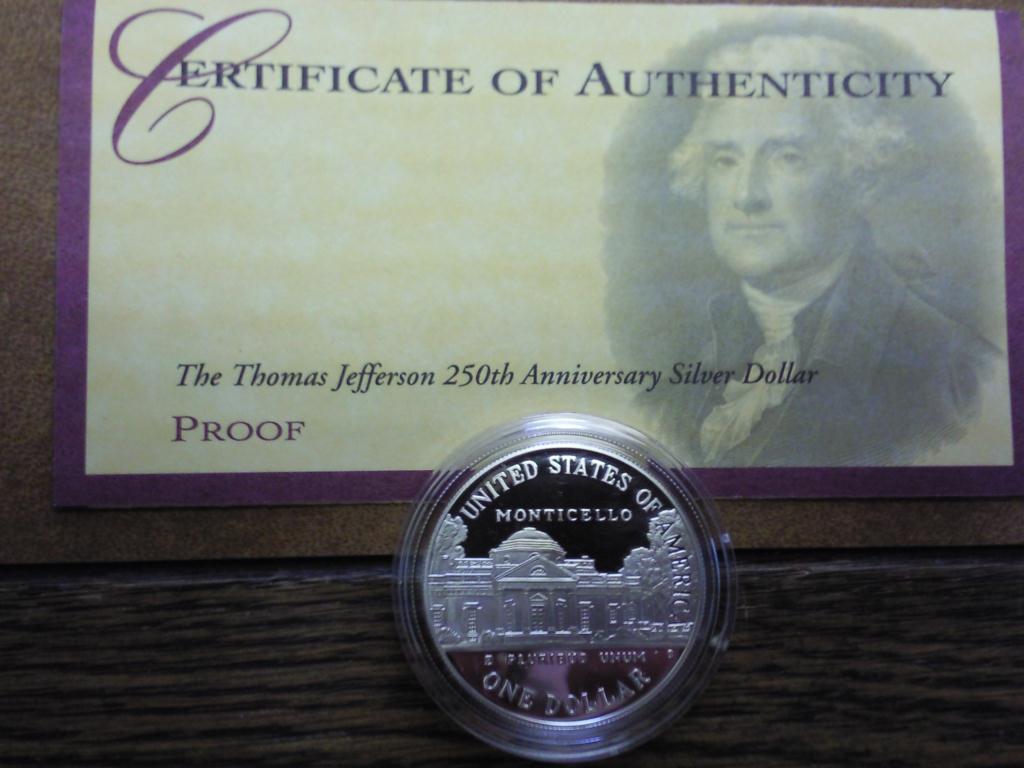 CERTIFICATE OF AUTHENTICITY
The Thomas Jefferson 250th Anniversary Silver Dollar
PROOF
UNITED STATES OF AMERICA
MONTICELLO
E PLURIBUS UNUM
ONE DOLLAR